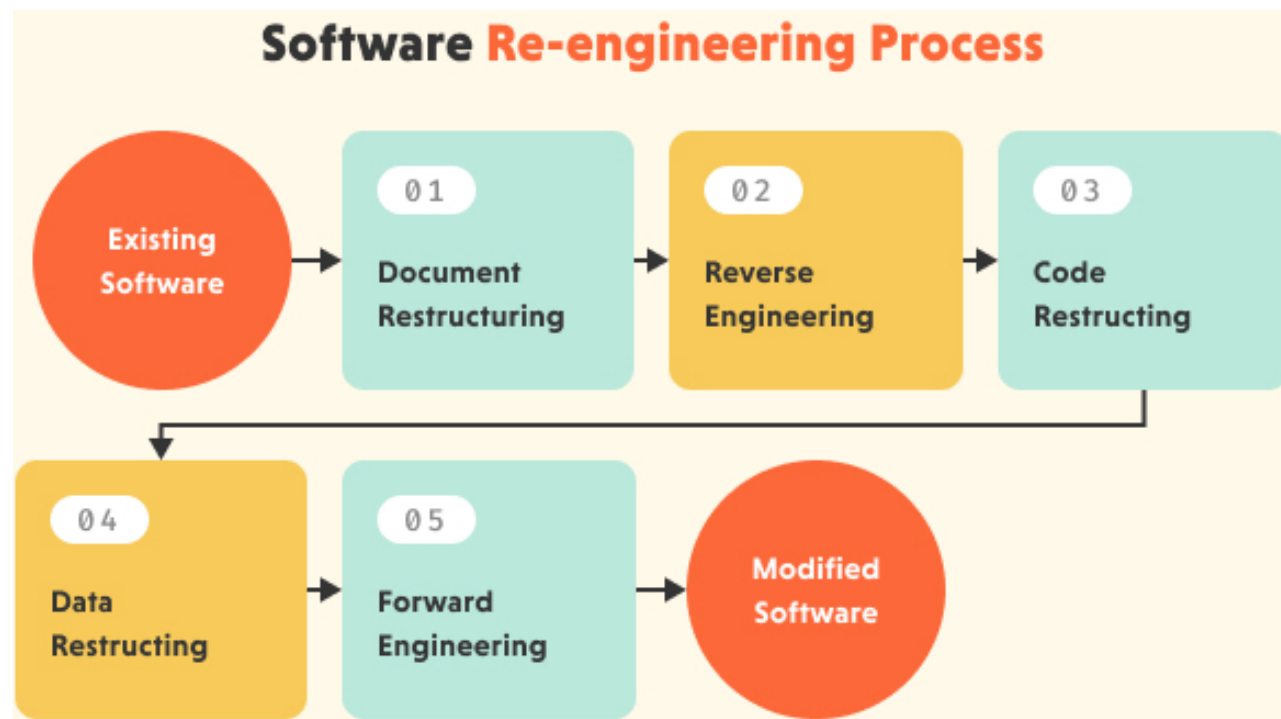 Software Re-engineering Process
Existing
Software
01
Document
Restructuring
02
Reverse
Engineering
03
Code
Restructing
04
Data
Restructing
05
Forward
Engineering
Modified
Software